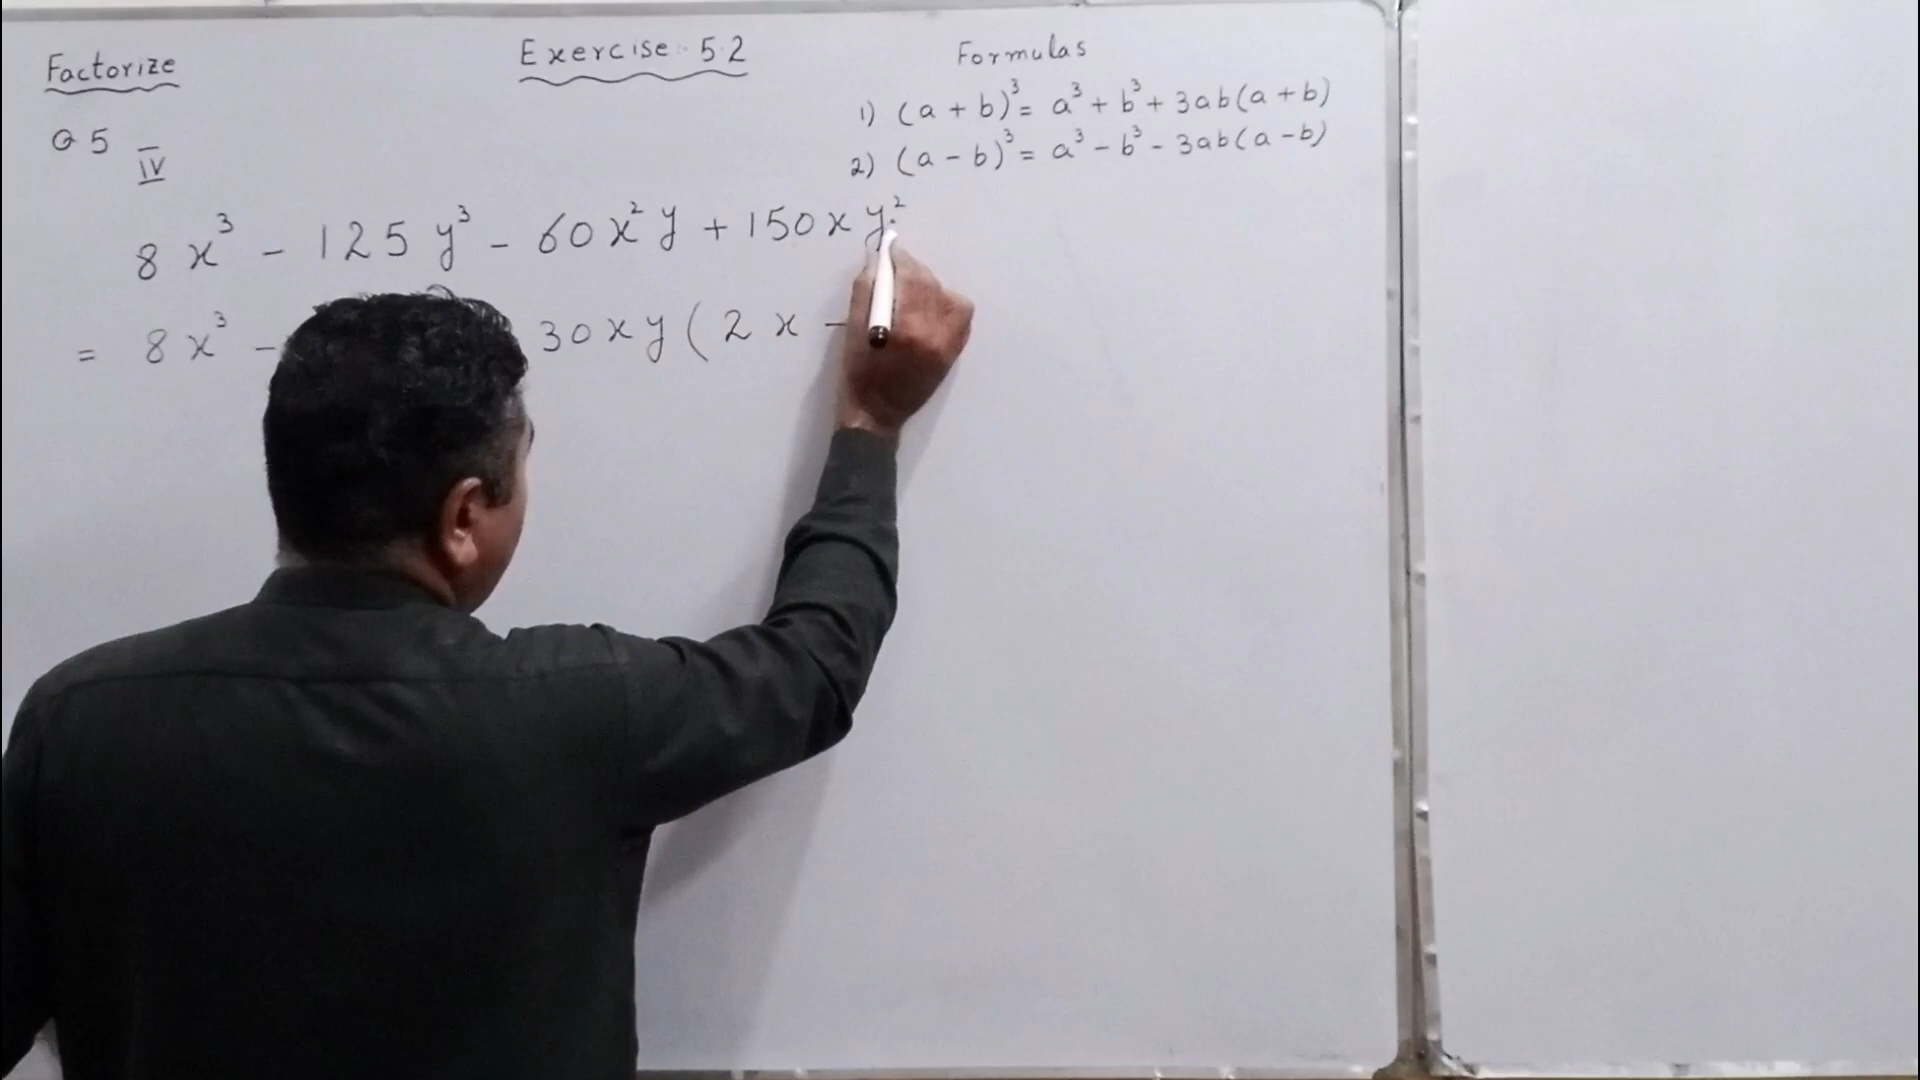 Factorize
Exercise 5.2
Formulas
1) (a + b)³ = a³ + b³ + 3ab(a + b)
2) (a - b)³ = a³ - b³ - 3ab(a - b)
Q 5 IV
8x³ - 125y³ - 60x²y + 150xy²
= 8x³ - 30xy(2x -